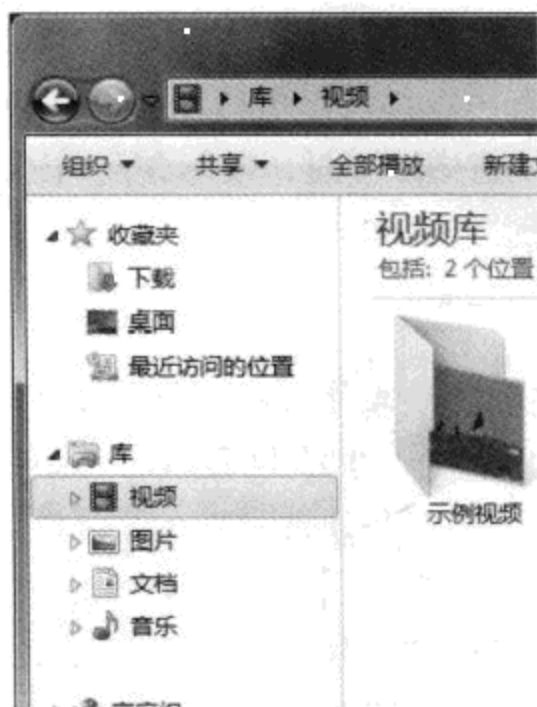 库 视频
组织 共享 全部播放 新建
视频库
包括: 2 个位置
收藏夹
下载
桌面
最近访问的位置
库
视频
图片
文档
音乐
示例视频